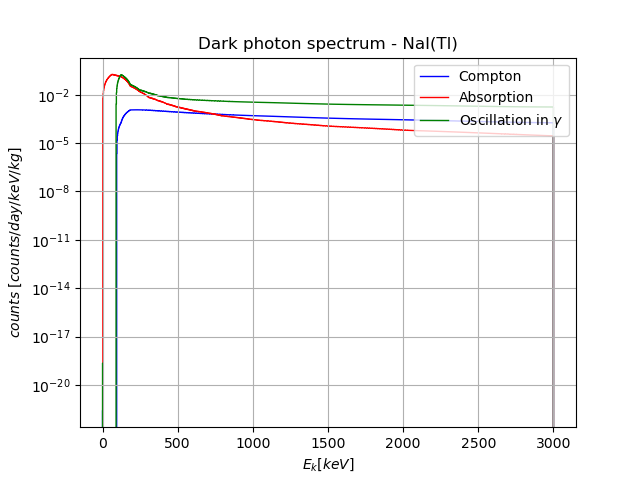 Dark photon spectrum - NaI(Tl)
Compton
Absorption
Oscillation in γ
10⁻²
10⁻⁵
10⁻⁸
10⁻¹¹
10⁻¹⁴
10⁻¹⁷
10⁻²⁰
counts [counts/day/keV/kg]
0 500 1000 1500 2000 2500 3000
E_k[keV]